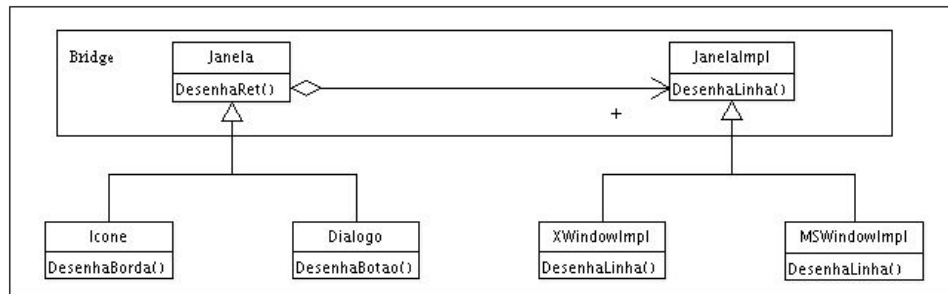 Bridge
Janela
DesenhaRet()
JanelaImpl
DesenhaLinha()
+
Icone
DesenhaBorda()
Dialogo
DesenhaBotao()
XWindowImpl
DesenhaLinha()
MSWindowImpl
DesenhaLinha()